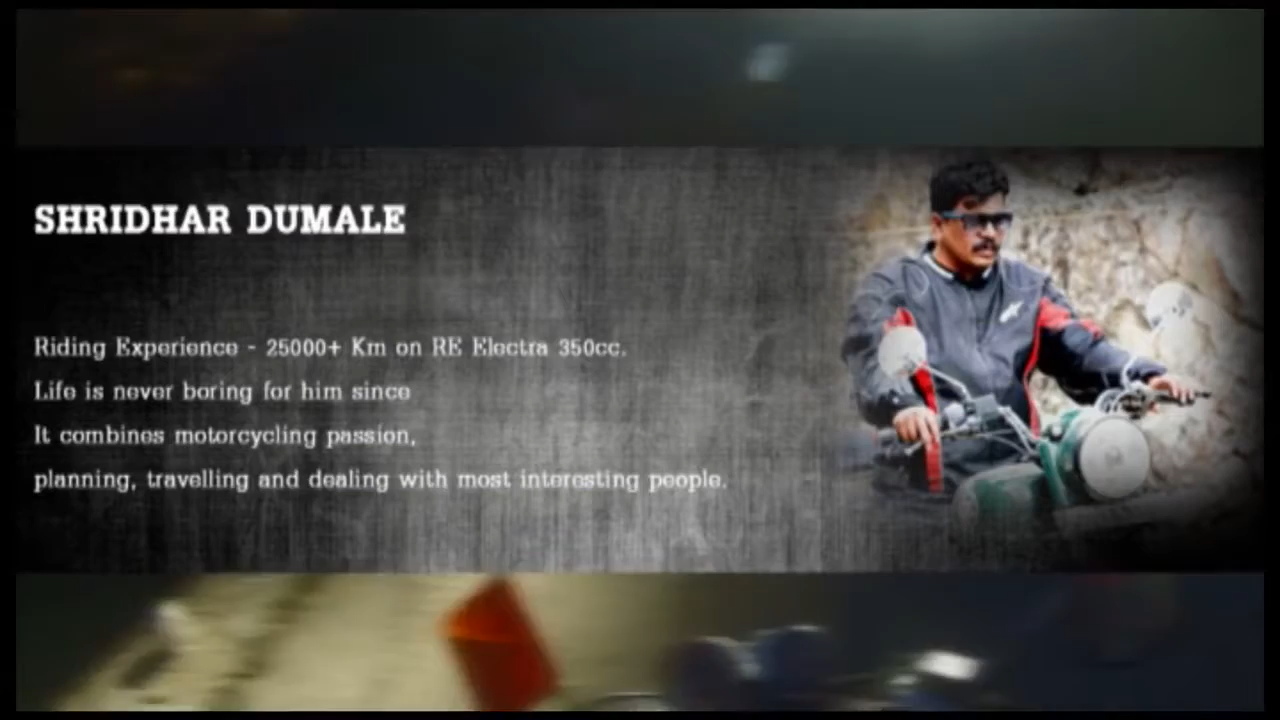 SHRIDHAR DUMALE
Riding Experience - 25000+ Km on RE Electra 350cc.
Life is never boring for him since
It combines motorcycling passion,
planning, travelling and dealing with most interesting people.